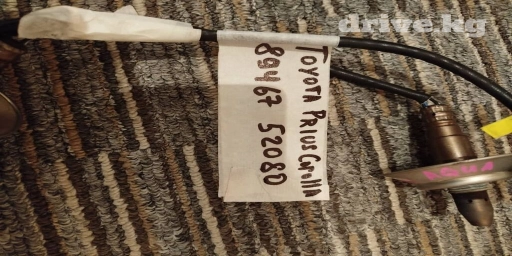 drive.kg
Toyota Prius Corolla
89467 52080